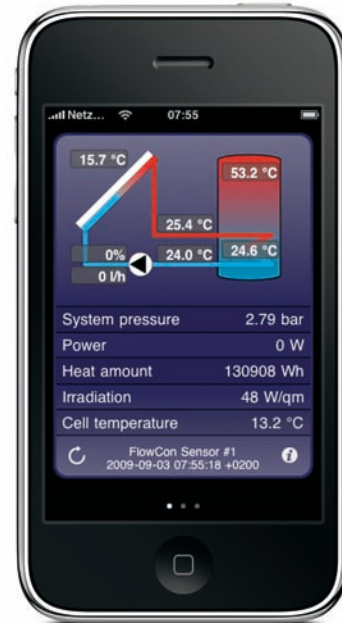 Netz... 07:55
15.7 °C
53.2 °C
25.4 °C
0% 24.0 °C 24.6 °C
0 l/h
System pressure 2.79 bar
Power 0 W
Heat amount 130908 Wh
Irradiation 48 W/qm
Cell temperature 13.2 °C
FlowCon Sensor #1
2009-09-03 07:55:18 +0200
i